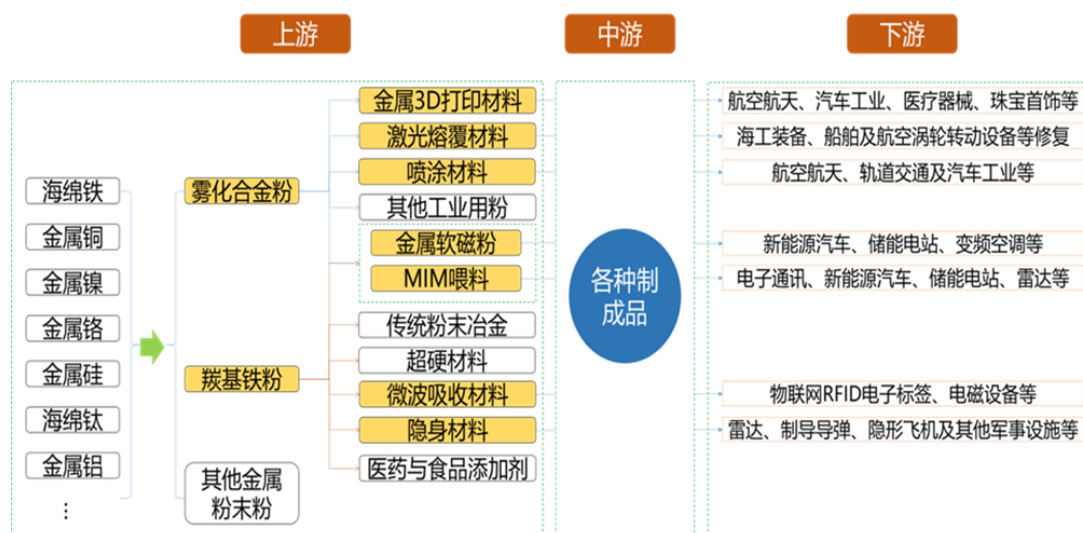 上游
中游
下游
海绵铁
金属铜
金属镍
金属铬
金属硅
海绵钛
金属铝
⋮
雾化合金粉
羰基铁粉
其他金属
粉末粉
金属3D打印材料
激光熔覆材料
喷涂材料
其他工业用粉
金属软磁粉
MIM喂料
传统粉末冶金
超硬材料
微波吸收材料
隐身材料
医药与食品添加剂
各种制
成品
航空航天、汽车工业、医疗器械、珠宝首饰等
海工装备、船舶及航空涡轮转动设备等修复
航空航天、轨道交通及汽车工业等
新能源汽车、储能电站、变频空调等
电子通讯、新能源汽车、储能电站、雷达等
物联网RFID电子标签、电磁设备等
雷达、制导导弹、隐形飞机及其他军事设施等